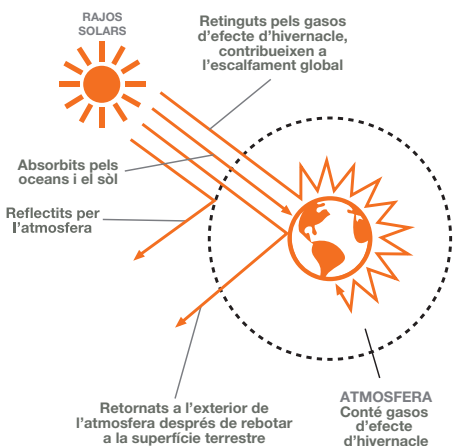 RAJOS
SOLARS
Retinguts pels gasos
d'efecte d'hivernacle,
contribueixen a
l'escalfament global
Absorbits pels
oceans i el sòl
Reflectits per
l'atmosfera
Retornats a l'exterior de
l'atmosfera després de rebotar
a la superfície terrestre
ATMOSFERA
Conté gasos
d'efecte
d'hivernacle